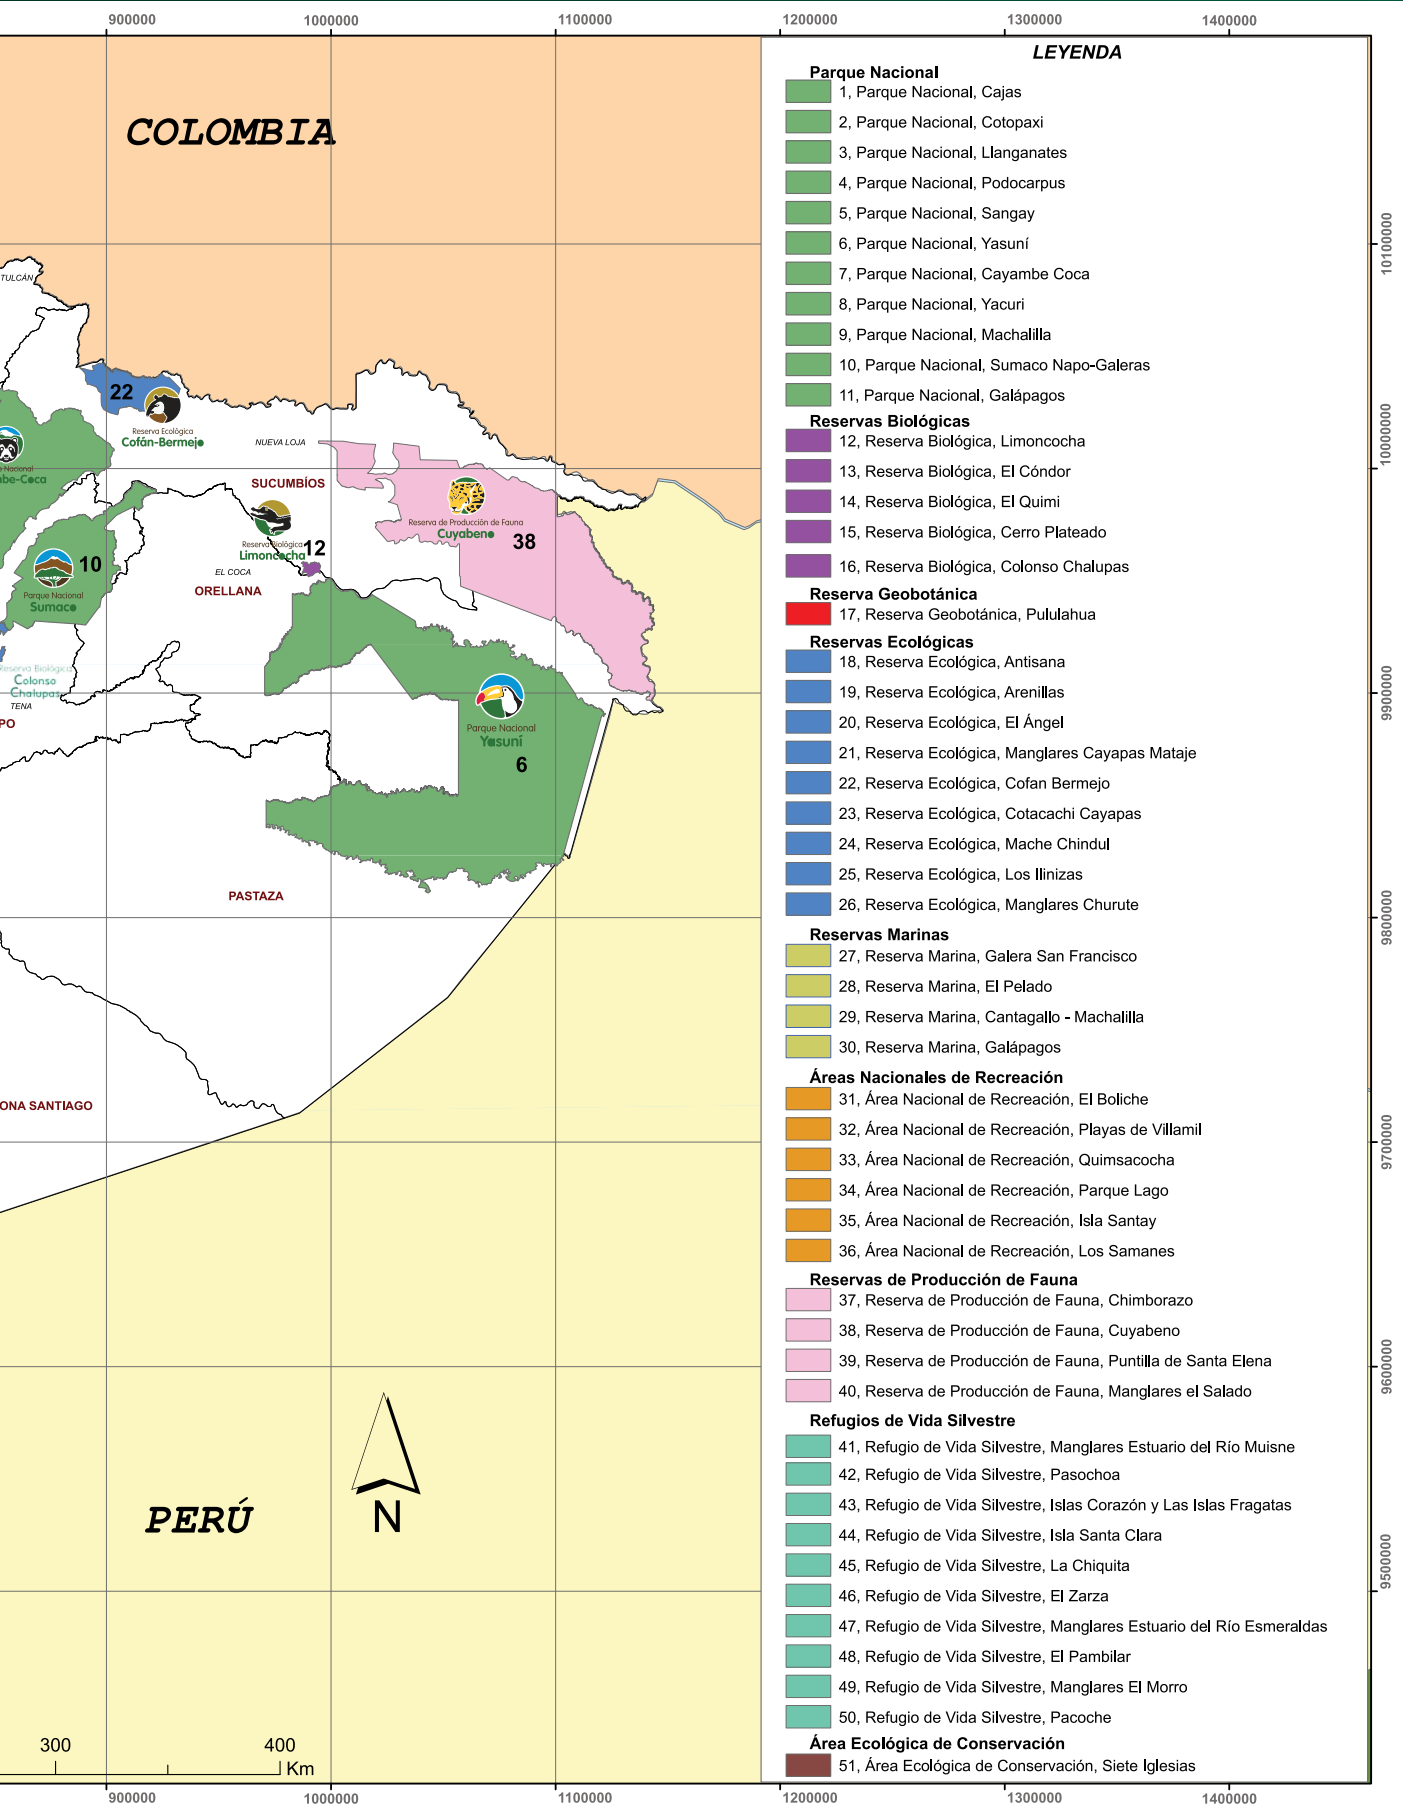 900000
1000000
1100000
1200000
1300000
1400000
COLOMBIA
TULCÁN
22
Reserva Ecológica
Cofán-Bermejo
NUEVA LOJA
SUCUMBÍOS
Reserva de Producción de Fauna
Cuyabeno
38
Reserva Biológica
Limoncocha
12
EL COCA
ORELLANA
10
Parque Nacional
Sumaco
Reserva Biológica
Colonso
Chalupas
TENA
PO
Parque Nacional
Yasuní
6
PASTAZA
ONA SANTIAGO
PERÚ
N
300
400
Km
LEYENDA
Parque Nacional
1, Parque Nacional, Cajas
2, Parque Nacional, Cotopaxi
3, Parque Nacional, Llanganates
4, Parque Nacional, Podocarpus
5, Parque Nacional, Sangay
6, Parque Nacional, Yasuní
7, Parque Nacional, Cayambe Coca
8, Parque Nacional, Yacuri
9, Parque Nacional, Machalilla
10, Parque Nacional, Sumaco Napo-Galeras
11, Parque Nacional, Galápagos
Reservas Biológicas
12, Reserva Biológica, Limoncocha
13, Reserva Biológica, El Cóndor
14, Reserva Biológica, El Quimi
15, Reserva Biológica, Cerro Plateado
16, Reserva Biológica, Colonso Chalupas
Reserva Geobotánica
17, Reserva Geobotánica, Pululahua
Reservas Ecológicas
18, Reserva Ecológica, Antisana
19, Reserva Ecológica, Arenillas
20, Reserva Ecológica, El Ángel
21, Reserva Ecológica, Manglares Cayapas Mataje
22, Reserva Ecológica, Cofan Bermejo
23, Reserva Ecológica, Cotacachi Cayapas
24, Reserva Ecológica, Mache Chindul
25, Reserva Ecológica, Los Ilinizas
26, Reserva Ecológica, Manglares Churute
Reservas Marinas
27, Reserva Marina, Galera San Francisco
28, Reserva Marina, El Pelado
29, Reserva Marina, Cantagallo - Machalilla
30, Reserva Marina, Galápagos
Áreas Nacionales de Recreación
31, Área Nacional de Recreación, El Boliche
32, Área Nacional de Recreación, Playas de Villamil
33, Área Nacional de Recreación, Quimsacocha
34, Área Nacional de Recreación, Parque Lago
35, Área Nacional de Recreación, Isla Santay
36, Área Nacional de Recreación, Los Samanes
Reservas de Producción de Fauna
37, Reserva de Producción de Fauna, Chimborazo
38, Reserva de Producción de Fauna, Cuyabeno
39, Reserva de Producción de Fauna, Puntilla de Santa Elena
40, Reserva de Producción de Fauna, Manglares el Salado
Refugios de Vida Silvestre
41, Refugio de Vida Silvestre, Manglares Estuario del Río Muisne
42, Refugio de Vida Silvestre, Pasochoa
43, Refugio de Vida Silvestre, Islas Corazón y Las Islas Fragatas
44, Refugio de Vida Silvestre, Isla Santa Clara
45, Refugio de Vida Silvestre, La Chiquita
46, Refugio de Vida Silvestre, El Zarza
47, Refugio de Vida Silvestre, Manglares Estuario del Río Esmeraldas
48, Refugio de Vida Silvestre, El Pambilar
49, Refugio de Vida Silvestre, Manglares El Morro
50, Refugio de Vida Silvestre, Pacoche
Área Ecológica de Conservación
51, Área Ecológica de Conservación, Siete Iglesias
10100000
10000000
9900000
9800000
9700000
9600000
9500000
900000
1000000
1100000
1200000
1300000
1400000